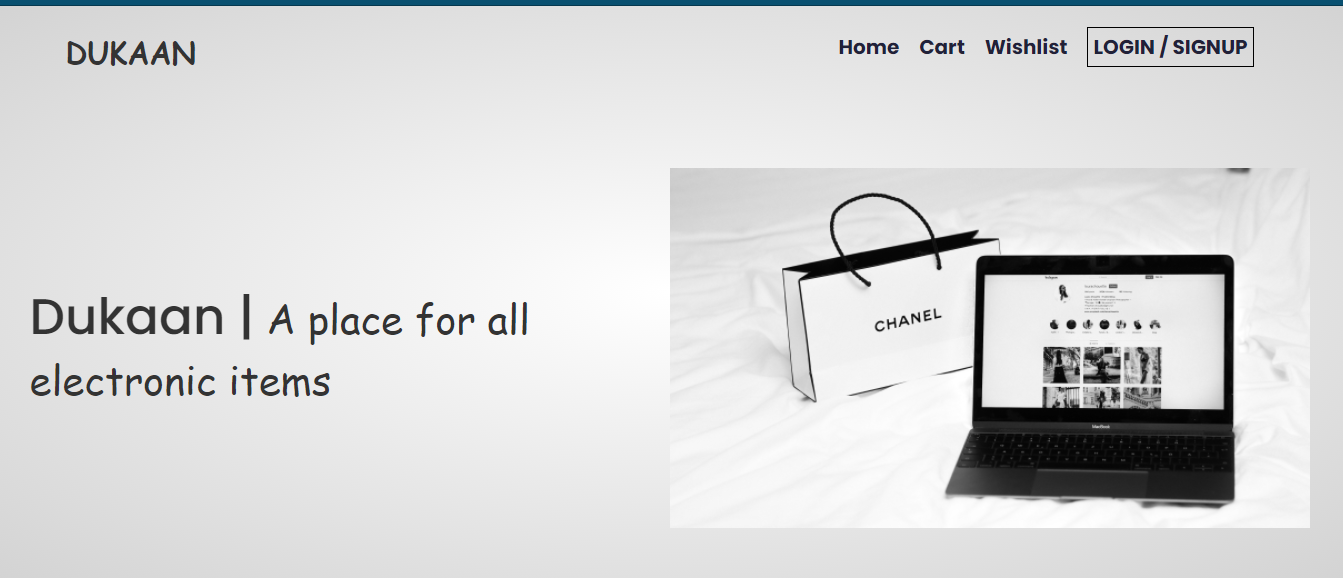 DUKAAN
Home Cart Wishlist LOGIN / SIGNUP
Dukaan | A place for all
electronic items
CHANEL
MacBook